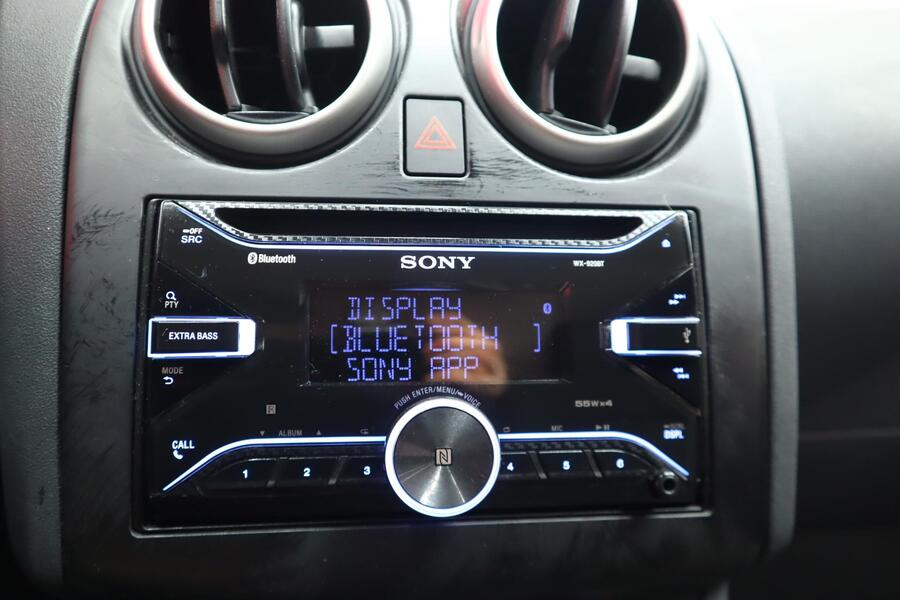 OFF
SRC
Bluetooth
SONY
WX-920BT
PTY
DISPLAY
[BLUETOOTH ]
SONY APP
EXTRA BASS
MODE
PUSH ENTER/MENU/ VOICE
55W×4
CALL
ALBUM
MIC
DSPL
1 2 3 4 5 6